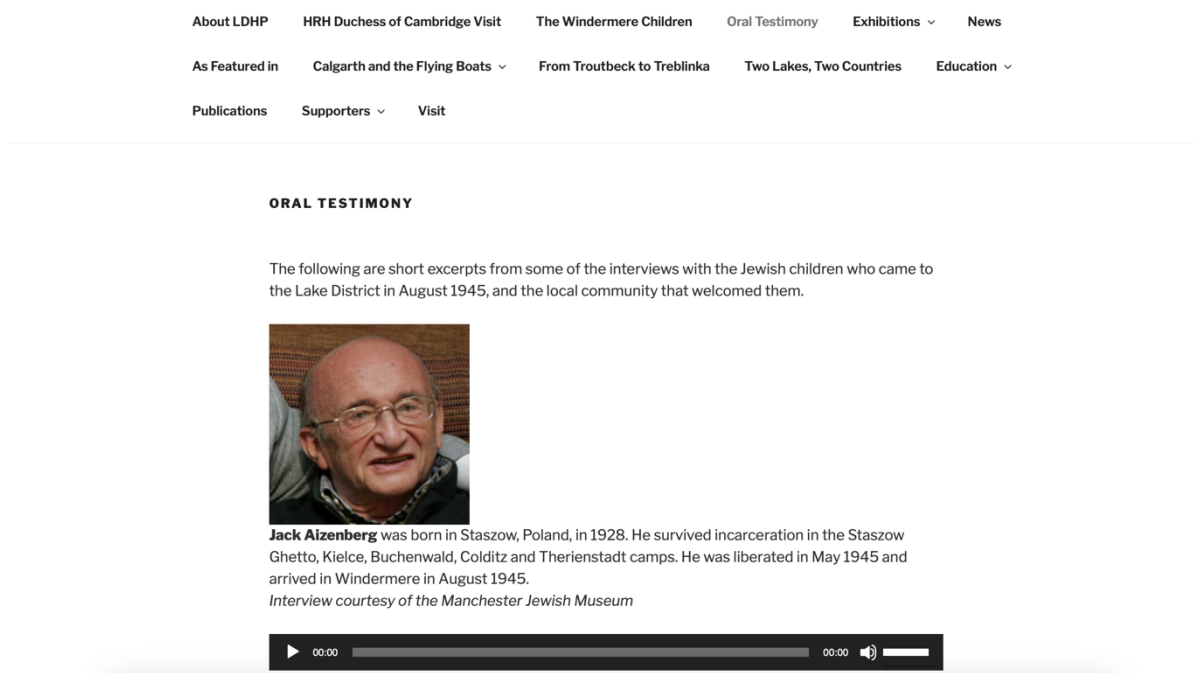 About LDHP HRH Duchess of Cambridge Visit The Windermere Children Oral Testimony Exhibitions News
As Featured in Calgarth and the Flying Boats From Troutbeck to Treblinka Two Lakes, Two Countries Education
Publications Supporters Visit
ORAL TESTIMONY
The following are short excerpts from some of the interviews with the Jewish children who came to
the Lake District in August 1945, and the local community that welcomed them.
Jack Aizenberg was born in Staszow, Poland, in 1928. He survived incarceration in the Staszow
Ghetto, Kielce, Buchenwald, Colditz and Therienstadt camps. He was liberated in May 1945 and
arrived in Windermere in August 1945.
Interview courtesy of the Manchester Jewish Museum
00:00 00:00